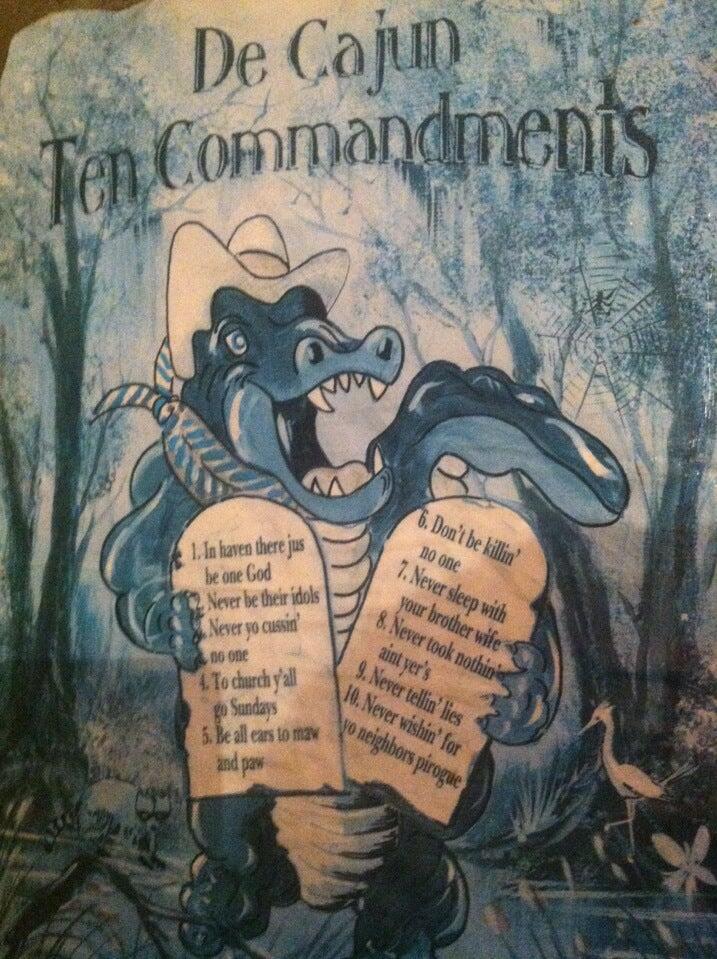 De Cajun
Ten Commandments
1. In haven there jus
be one God
2. Never be their idols
Never yo cussin'
no one
4. To church y'all
go Sundays
5. Be all ears to maw
and paw
6. Don't be killin'
no one
7. Never sleep with
your brother wife
8. Never took nothin'
aint yer's
9. Never tellin' lies
10. Never wishin' for
yo neighbors pirogue